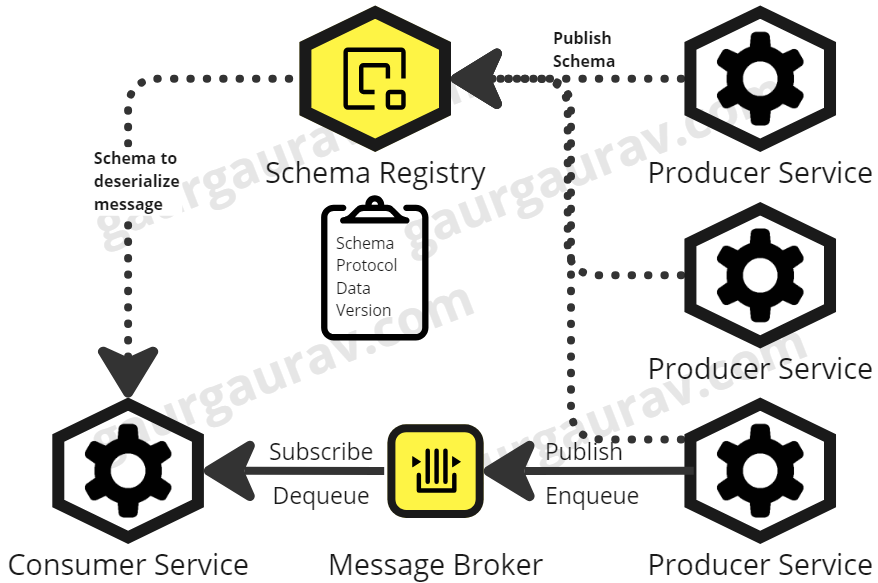 Publish
Schema
Schema to
deserialize
message
Schema Registry
Producer Service
Schema
Protocol
Data
Version
Producer Service
Subscribe
Dequeue
Publish
Enqueue
Consumer Service
Message Broker
Producer Service
gaurgaurav.com
gaurgaurav.com
gaurgaurav.com
gaurgaurav.com